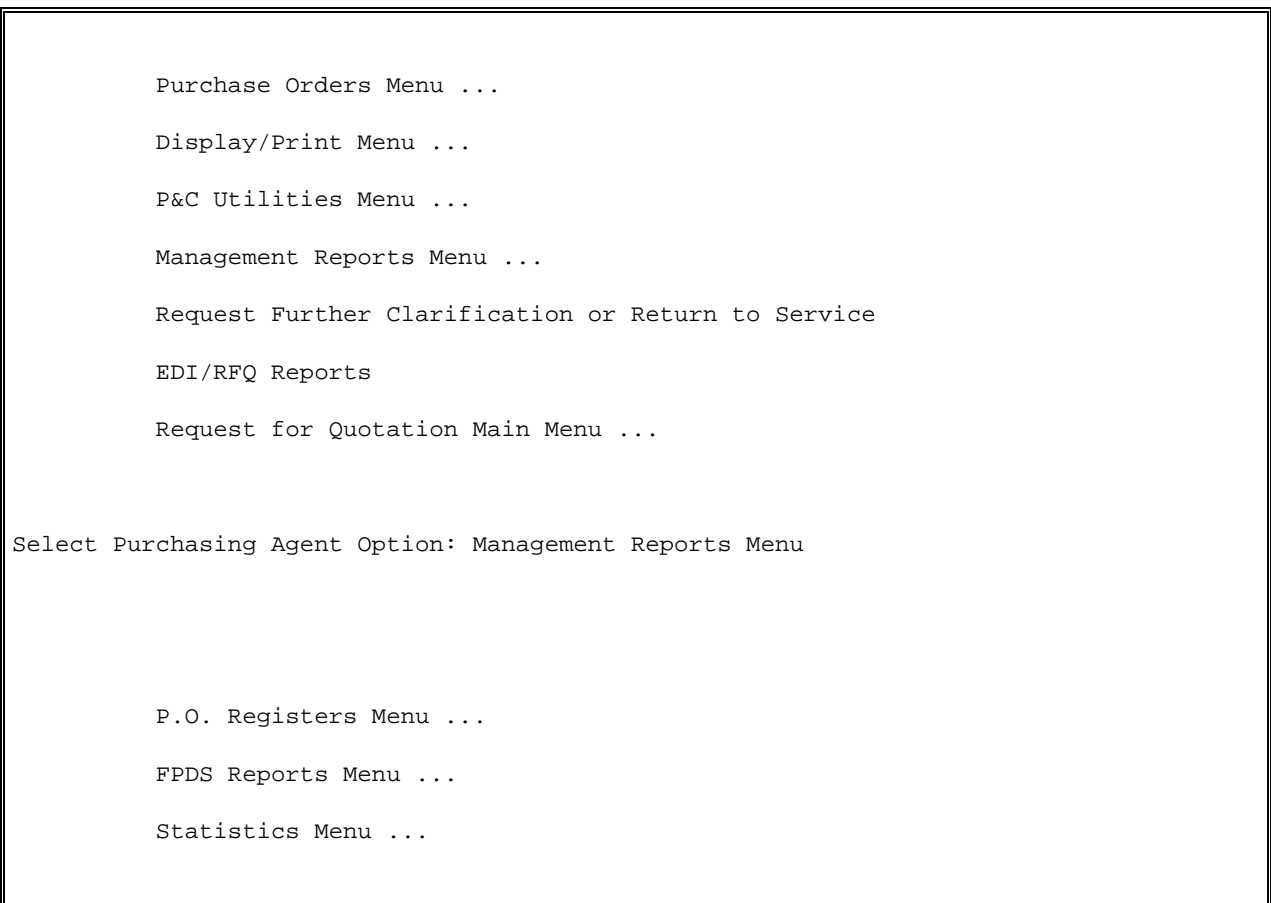 Purchase Orders Menu ...
Display/Print Menu ...
P&C Utilities Menu ...
Management Reports Menu ...
Request Further Clarification or Return to Service
EDI/RFQ Reports
Request for Quotation Main Menu ...
Select Purchasing Agent Option: Management Reports Menu
P.O. Registers Menu ...
FPDS Reports Menu ...
Statistics Menu ...